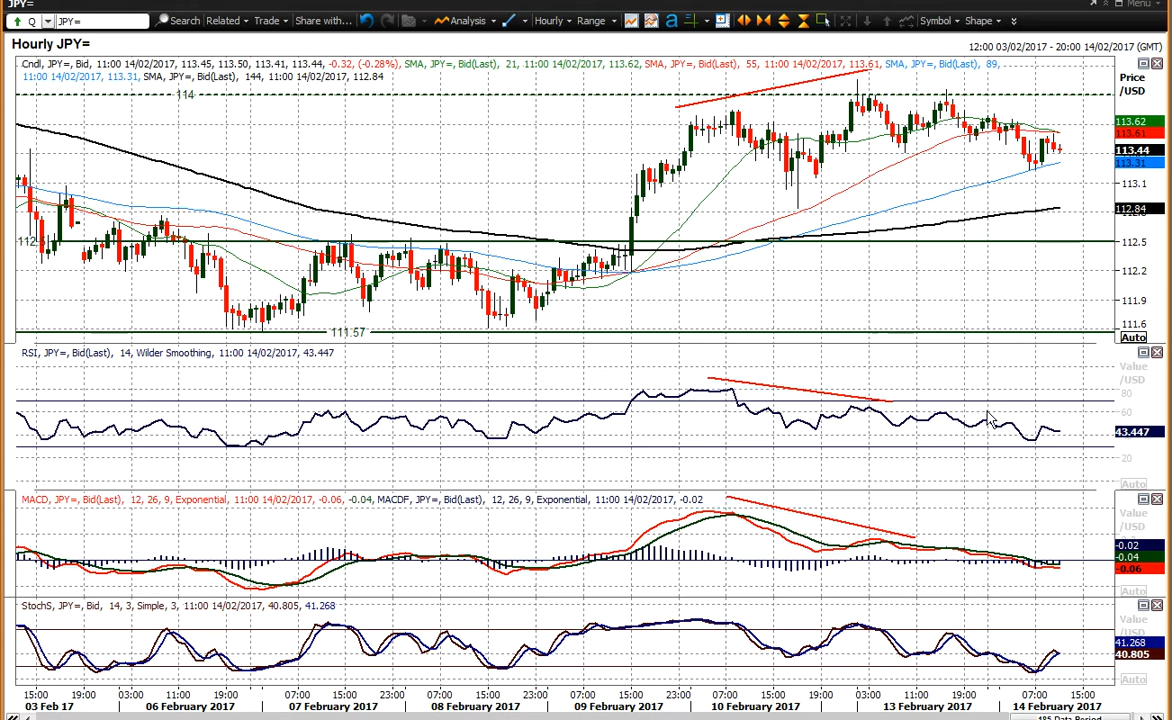 JPY=
Menu
Q JPY= Search Related Trade Share with... Analysis Hourly Range a Symbol Shape
Hourly JPY=
12:00 03/02/2017 - 20:00 14/02/2017 (GMT)
Cndl, JPY=, Bid, 11:00 14/02/2017, 113.45, 113.50, 113.41, 113.44, -0.32, (-0.28%), SMA, JPY=, Bid(Last), 21, 11:00 14/02/2017, 113.62, SMA, JPY=, Bid(Last), 55, 11:00 14/02/2017, 113.61, SMA, JPY=, Bid(Last), 89,
11:00 14/02/2017, 113.31, SMA, JPY=, Bid(Last), 144, 11:00 14/02/2017, 112.84
Price
/USD
114
113.62
113.61
113.44
113.31
113.1
112.84
112.5
112.2
111.9
111.6
111.57
Auto
RSI, JPY=, Bid(Last), 14, Wilder Smoothing, 11:00 14/02/2017, 43.447
Value
/USD
80
60
43.447
20
Auto
MACD, JPY=, Bid(Last), 12, 26, 9, Exponential, 11:00 14/02/2017, -0.06, -0.04, MACDF, JPY=, Bid(Last), 12, 26, 9, Exponential, 11:00 14/02/2017, -0.02
Value
/USD
-0.02
-0.04
-0.06
Auto
StochS, JPY=, Bid, 14, 3, Simple, 3, 11:00 14/02/2017, 40.805, 41.268
Value
/USD
41.268
40.805
Auto
15:00 19:00 03:00 11:00 19:00 07:00 15:00 23:00 07:00 15:00 23:00 07:00 15:00 23:00 07:00 15:00 19:00 03:00 11:00 19:00 07:00 15:00
03 Feb 17 06 February 2017 07 February 2017 08 February 2017 09 February 2017 10 February 2017 13 February 2017 14 February 2017
185 Data Period